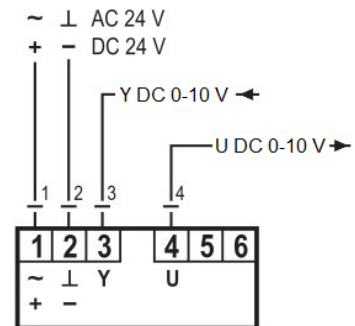 ~ ⊥ AC 24 V
+ − DC 24 V
Y DC 0-10 V
U DC 0-10 V
1 2 3 4
1 2 3 4 5 6
~ ⊥ Y U
+ −